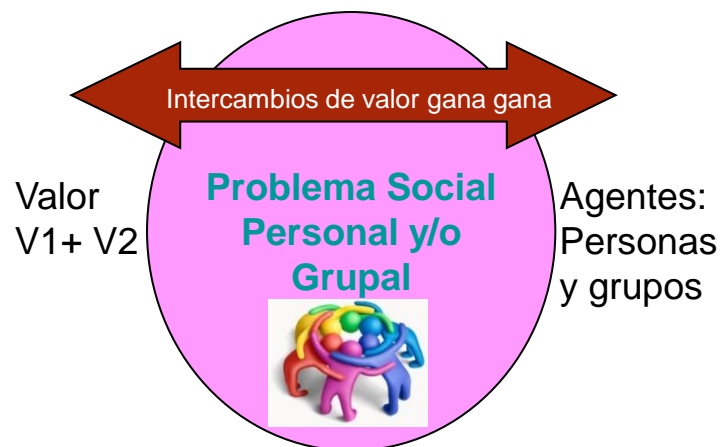 Intercambios de valor gana gana
Problema Social
Personal y/o
Grupal
Valor
V1+ V2
Agentes:
Personas
y grupos